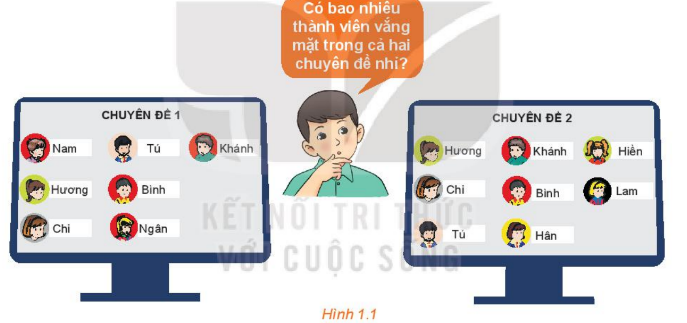 Có bao nhiêu
thành viên vắng
mặt trong cả hai
chuyên đề nhỉ?
CHUYÊN ĐỀ 1
Nam
Tú
Khánh
Hương
Bình
Chi
Ngân
CHUYÊN ĐỀ 2
Hương
Khánh
Hiền
Chi
Bình
Lam
Tú
Hân
KẾT NỐI TRI THỨC
VỚI CUỘC SỐNG
Hình 1.1